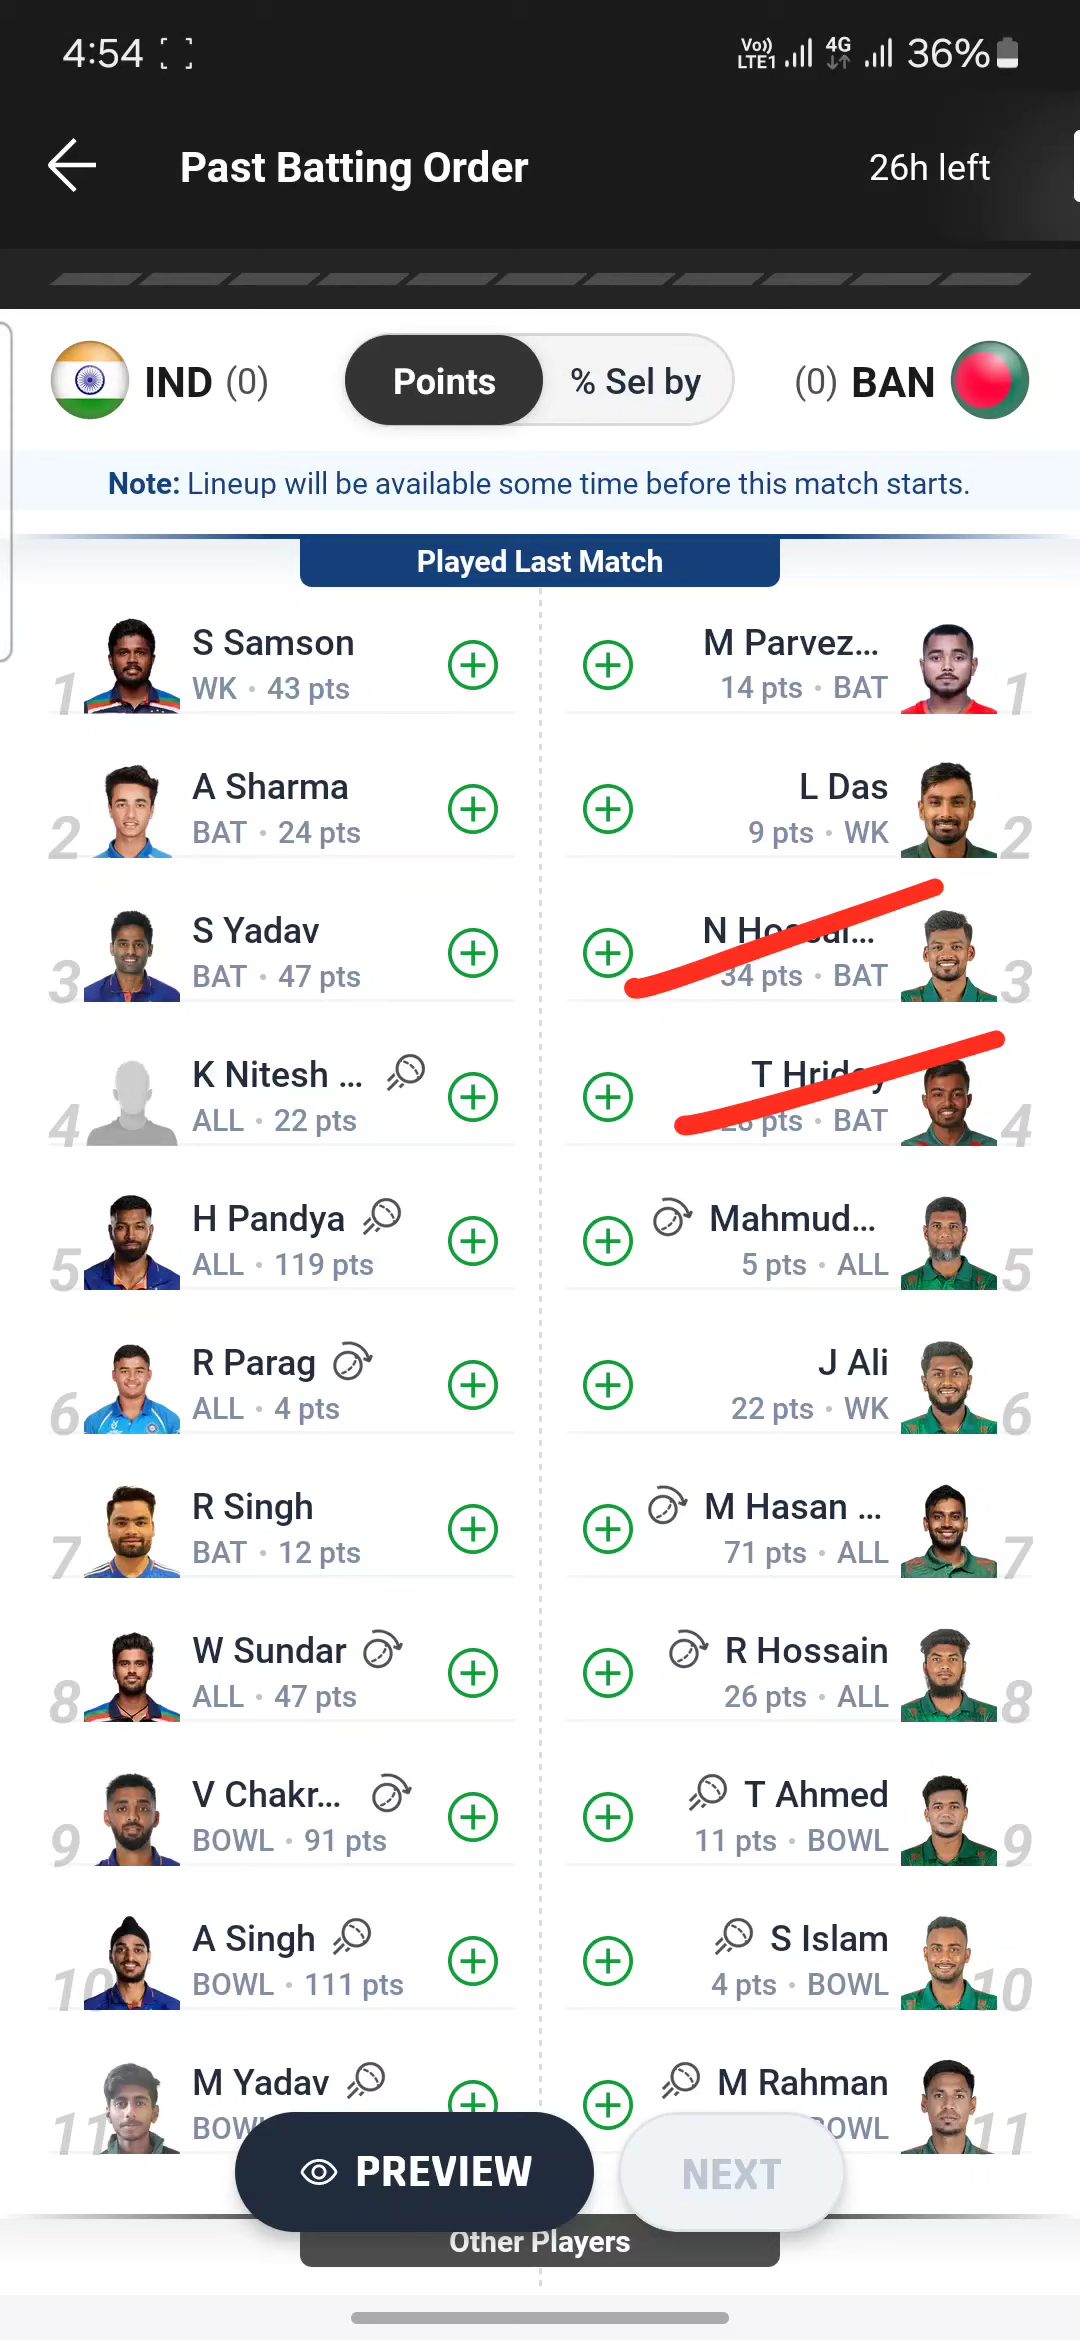 4:54 Vo)) LTE1 4G 36%
Past Batting Order 26h left
IND (0) Points % Sel by (0) BAN
Note: Lineup will be available some time before this match starts.
Played Last Match
1 S Samson M Parvez... 1
WK • 43 pts 14 pts • BAT
2 A Sharma L Das 2
BAT • 24 pts 9 pts • WK
3 S Yadav N Hossai... 3
BAT • 47 pts 34 pts • BAT
4 K Nitesh ... T Hridoy 4
ALL • 22 pts pts • BAT
5 H Pandya Mahmud... 5
ALL • 119 pts 5 pts • ALL
6 R Parag J Ali 6
ALL • 4 pts 22 pts • WK
7 R Singh M Hasan ... 7
BAT • 12 pts 71 pts • ALL
8 W Sundar R Hossain 8
ALL • 47 pts 26 pts • ALL
9 V Chakr... T Ahmed 9
BOWL • 91 pts 11 pts • BOWL
10 A Singh S Islam 10
BOWL • 111 pts 4 pts • BOWL
11 M Yadav M Rahman 11
PREVIEW NEXT
Other Players